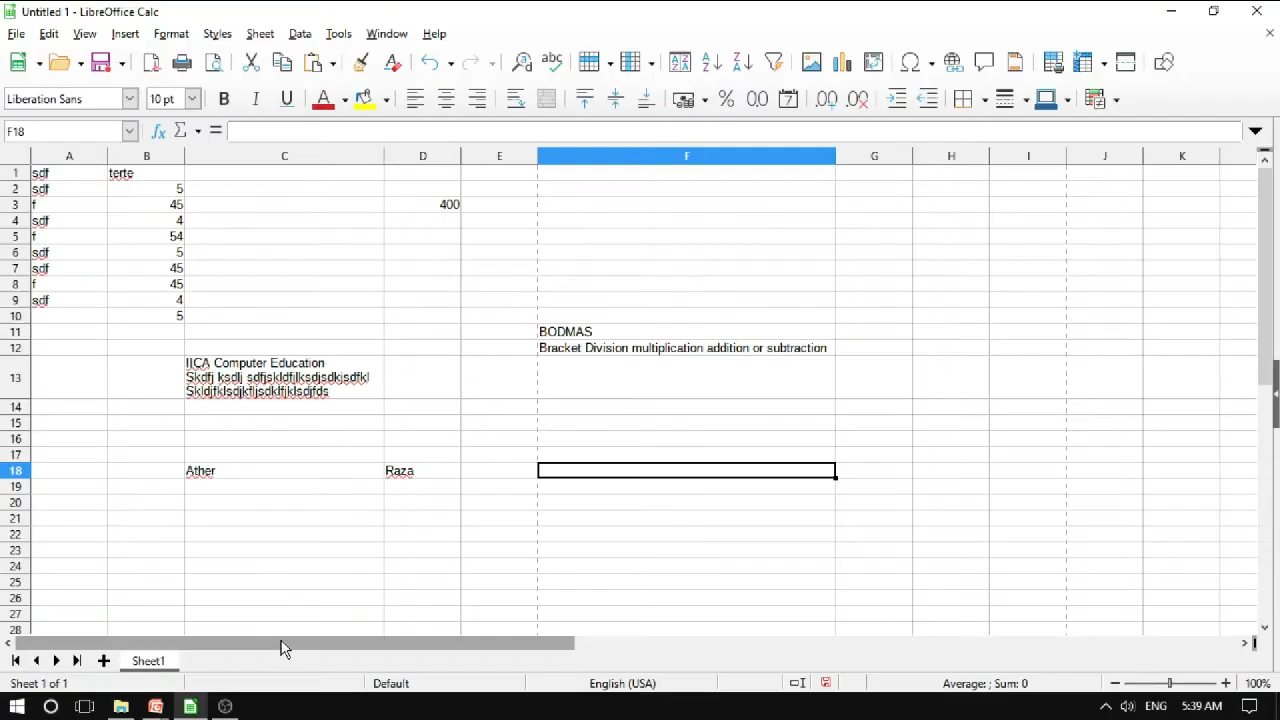 Untitled 1 - LibreOffice Calc
File Edit View Insert Format Styles Sheet Data Tools Window Help
Liberation Sans 10 pt
F18
A B C D E F G H I J K
1 sdf terte
2 sdf 5
3 f 45 400
4 sdf 4
5 f 54
6 sdf 5
7 sdf 45
8 f 45
9 sdf 4
10 5
11 BODMAS
12 Bracket Division multiplication addition or subtraction
IICA Computer Education
13 Skdfj ksdlj sdfjskldfjlksdjsdkjsdfkl
Skldjfklsdjkfljsdklfjklsdjfds
14
15
16
17
18 Ather Raza
19
20
21
22
23
24
25
26
27
28
Sheet1
Sheet 1 of 1 Default English (USA) Average: ; Sum: 0 100%
ENG 5:39 AM